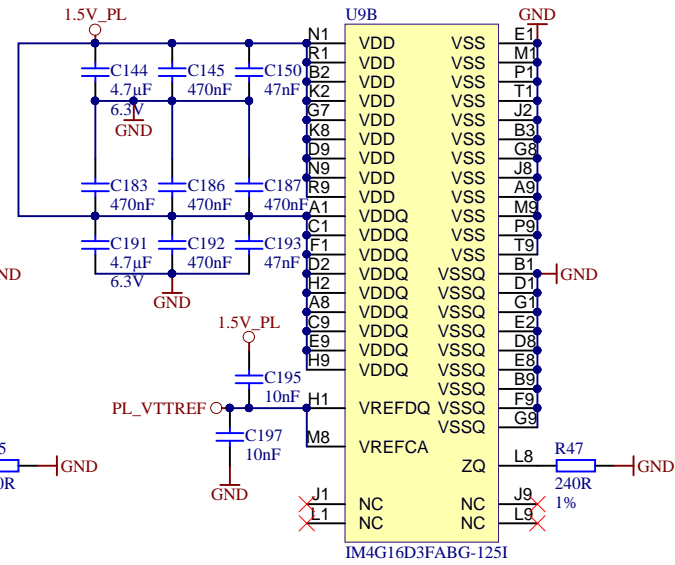 1.5V_PL
U9B
GND
N1 VDD VSS E1
R1 VDD VSS M1
B2 VDD VSS P1
K2 VDD VSS T1
G7 VDD VSS J2
K8 VDD VSS B3
D9 VDD VSS G8
N9 VDD VSS J8
R9 VDD VSS A9
A1 VDDQ VSS M9
C1 VDDQ VSS P9
F1 VDDQ VSS T9
D2 VDDQ VSSQ B1
H2 VDDQ VSSQ D1
A8 VDDQ VSSQ G1
C9 VDDQ VSSQ E2
E9 VDDQ VSSQ D8
H9 VDDQ VSSQ E8
VSSQ B9
H1 VREFDQ VSSQ F9
VSSQ G9
M8 VREFCA
ZQ L8
J1 NC NC J9
L1 NC NC L9
IM4G16D3FABG-125I
C144
4.7µF
6.3V
C145
470nF
C150
47nF
GND
C183
470nF
C186
470nF
C187
470nF
C191
4.7µF
6.3V
C192
470nF
C193
47nF
GND
ND
GND
1.5V_PL
C195
10nF
PL_VTTREF
C197
10nF
GND
5
0R
GND
R47
240R
1%
GND